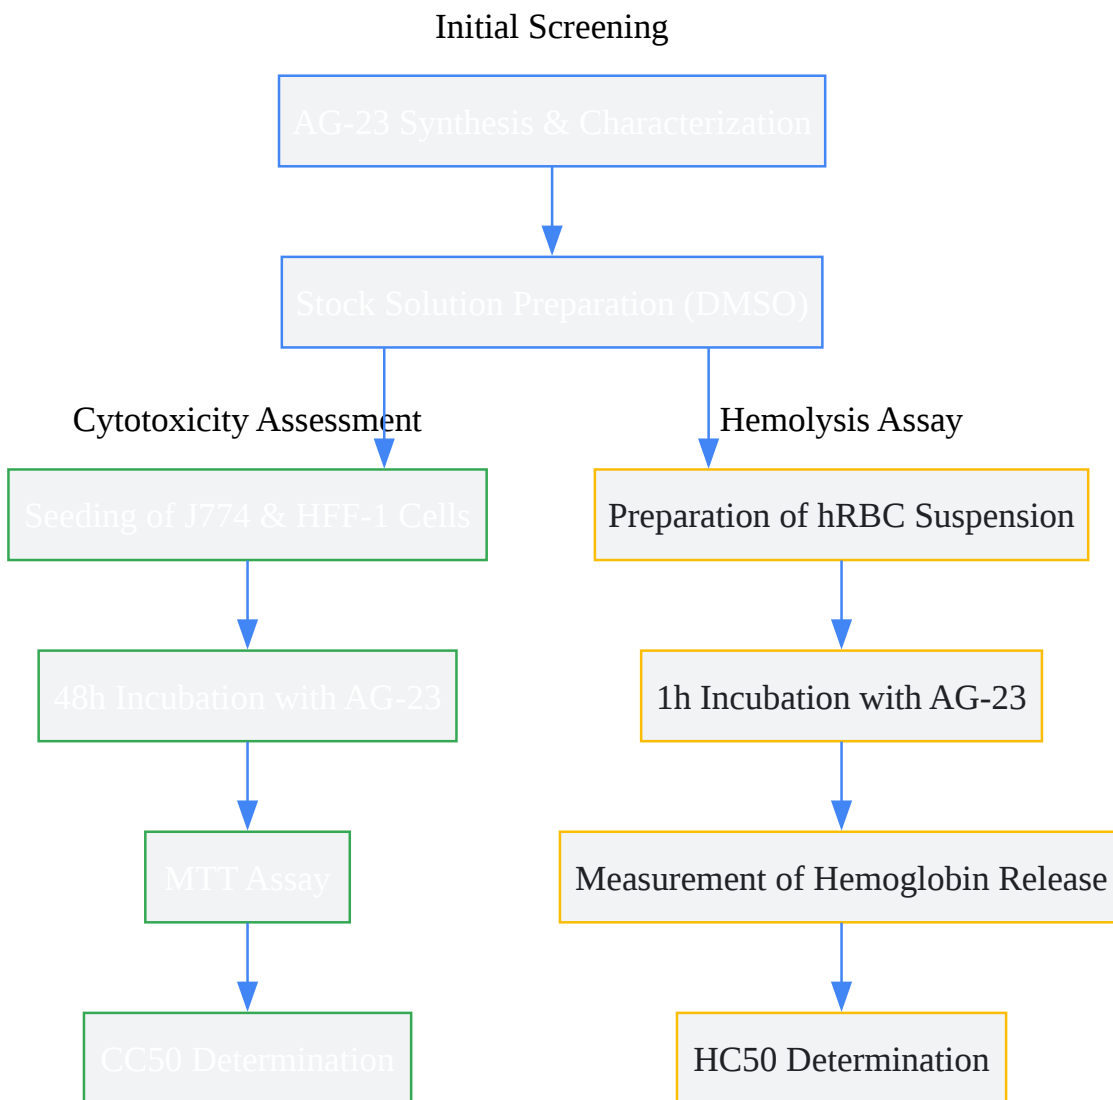 Initial Screening
AG-23 Synthesis & Characterization
Stock Solution Preparation (DMSO)
Cytotoxicity Assessment
Hemolysis Assay
Seeding of J774 & HFF-1 Cells
Preparation of hRBC Suspension
48h Incubation with AG-23
1h Incubation with AG-23
MTT Assay
Measurement of Hemoglobin Release
CC50 Determination
HC50 Determination